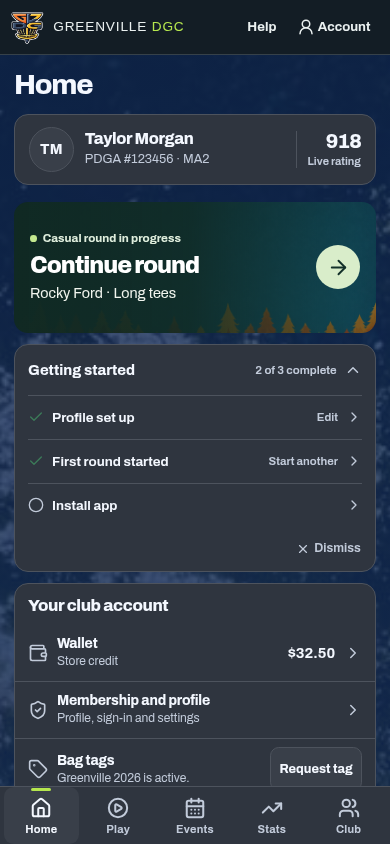 GREENVILLE DGC
Help
Account
Home
TM
Taylor Morgan
PDGA #123456 · MA2
918
Live rating
Casual round in progress
Continue round
Rocky Ford · Long tees
Getting started
2 of 3 complete
Profile set up
Edit
First round started
Start another
Install app
Dismiss
Your club account
Wallet
Store credit
$32.50
Membership and profile
Profile, sign-in and settings
Bag tags
Greenville 2026 is active.
Request tag
Home
Play
Events
Stats
Club